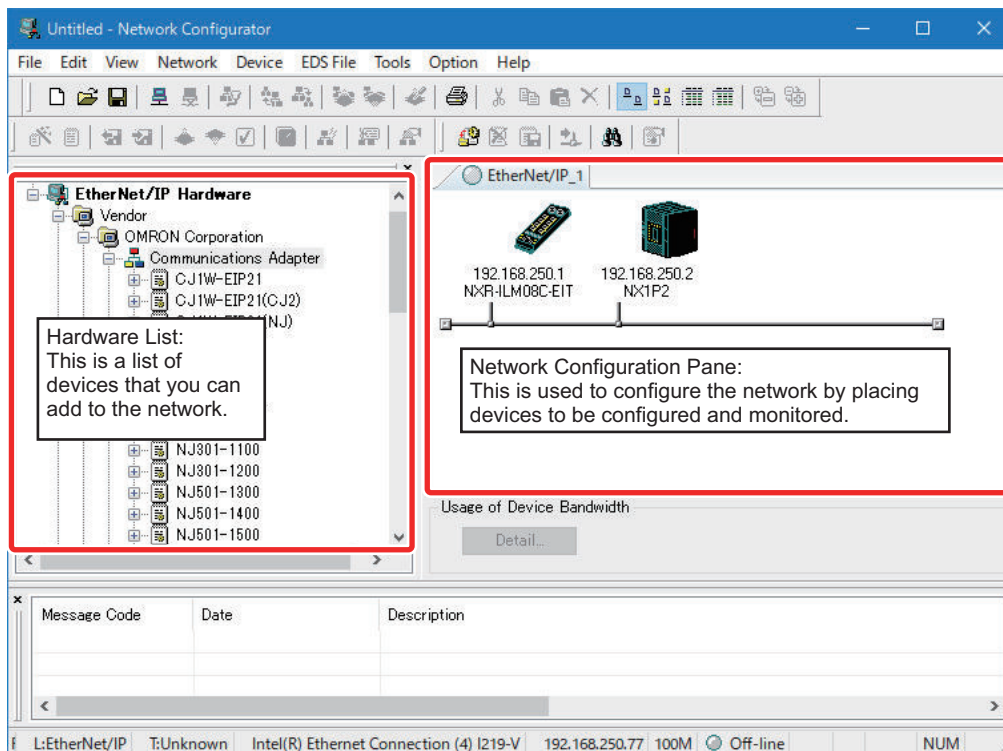 Untitled - Network Configurator
File Edit View Network Device EDS File Tools Option Help
EtherNet/IP Hardware
Vendor
OMRON Corporation
Communications Adapter
CJ1W-EIP21
CJ1W-EIP21(CJ2)
(NJ)
Hardware List:
This is a list of
devices that you can
add to the network.
NJ301-1100
NJ301-1200
NJ501-1300
NJ501-1400
NJ501-1500
EtherNet/IP_1
192.168.250.1 192.168.250.2
NXR-ILM08C-EIT NX1P2
Network Configuration Pane:
This is used to configure the network by placing
devices to be configured and monitored.
Usage of Device Bandwidth
Detail...
Message Code Date Description
L:EtherNet/IP T:Unknown Intel(R) Ethernet Connection (4) I219-V 192.168.250.77 100M Off-line NUM